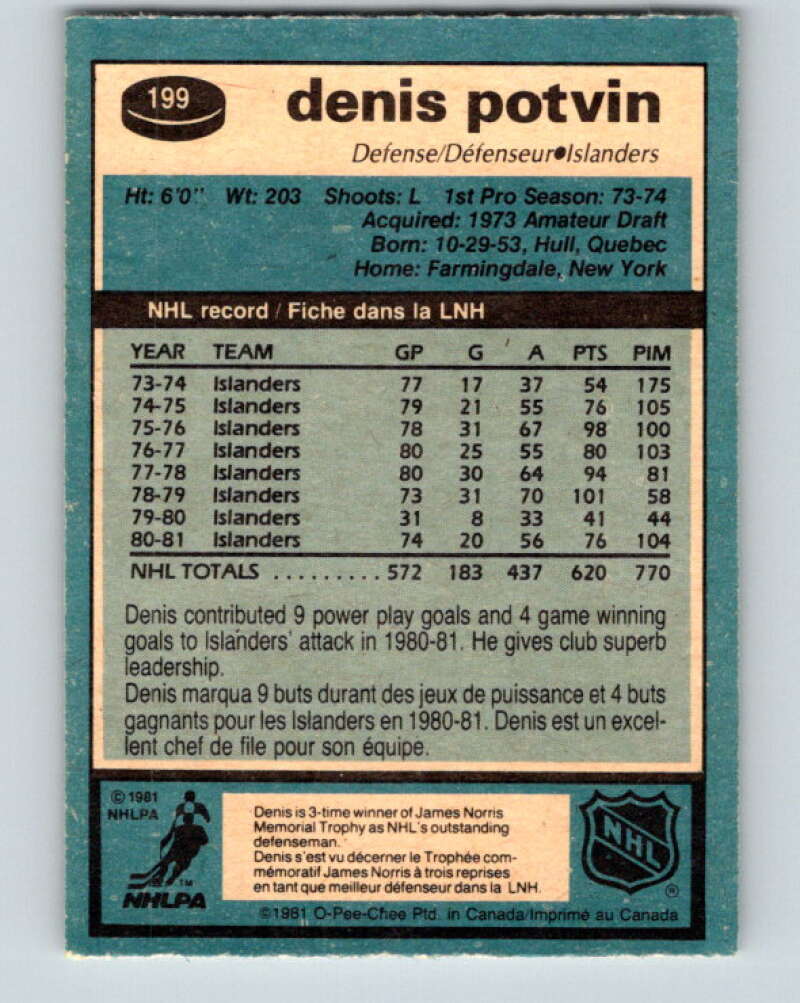 199
denis potvin
Defense/Défenseur●Islanders
Ht: 6'0" Wt: 203 Shoots: L 1st Pro Season: 73-74
Acquired: 1973 Amateur Draft
Born: 10-29-53, Hull, Quebec
Home: Farmingdale, New York
NHL record / Fiche dans la LNH
YEAR TEAM GP G A PTS PIM
73-74 Islanders 77 17 37 54 175
74-75 Islanders 79 21 55 76 105
75-76 Islanders 78 31 67 98 100
76-77 Islanders 80 25 55 80 103
77-78 Islanders 80 30 64 94 81
78-79 Islanders 73 31 70 101 58
79-80 Islanders 31 8 33 41 44
80-81 Islanders 74 20 56 76 104
NHL TOTALS ......... 572 183 437 620 770
Denis contributed 9 power play goals and 4 game winning
goals to Islanders' attack in 1980-81. He gives club superb
leadership.
Denis marqua 9 buts durant des jeux de puissance et 4 buts
gagnants pour les Islanders en 1980-81. Denis est un excel-
lent chef de file pour son équipe.
© 1981
NHLPA
TM
NHLPA
Denis is 3-time winner of James Norris
Memorial Trophy as NHL's outstanding
defenseman.
Denis s'est vu décerner le Trophée com-
mémoratif James Norris à trois reprises
en tant que meilleur défenseur dans la LNH.
NHL
®
©1981 O-Pee-Chee Ptd. in Canada/Imprimé au Canada